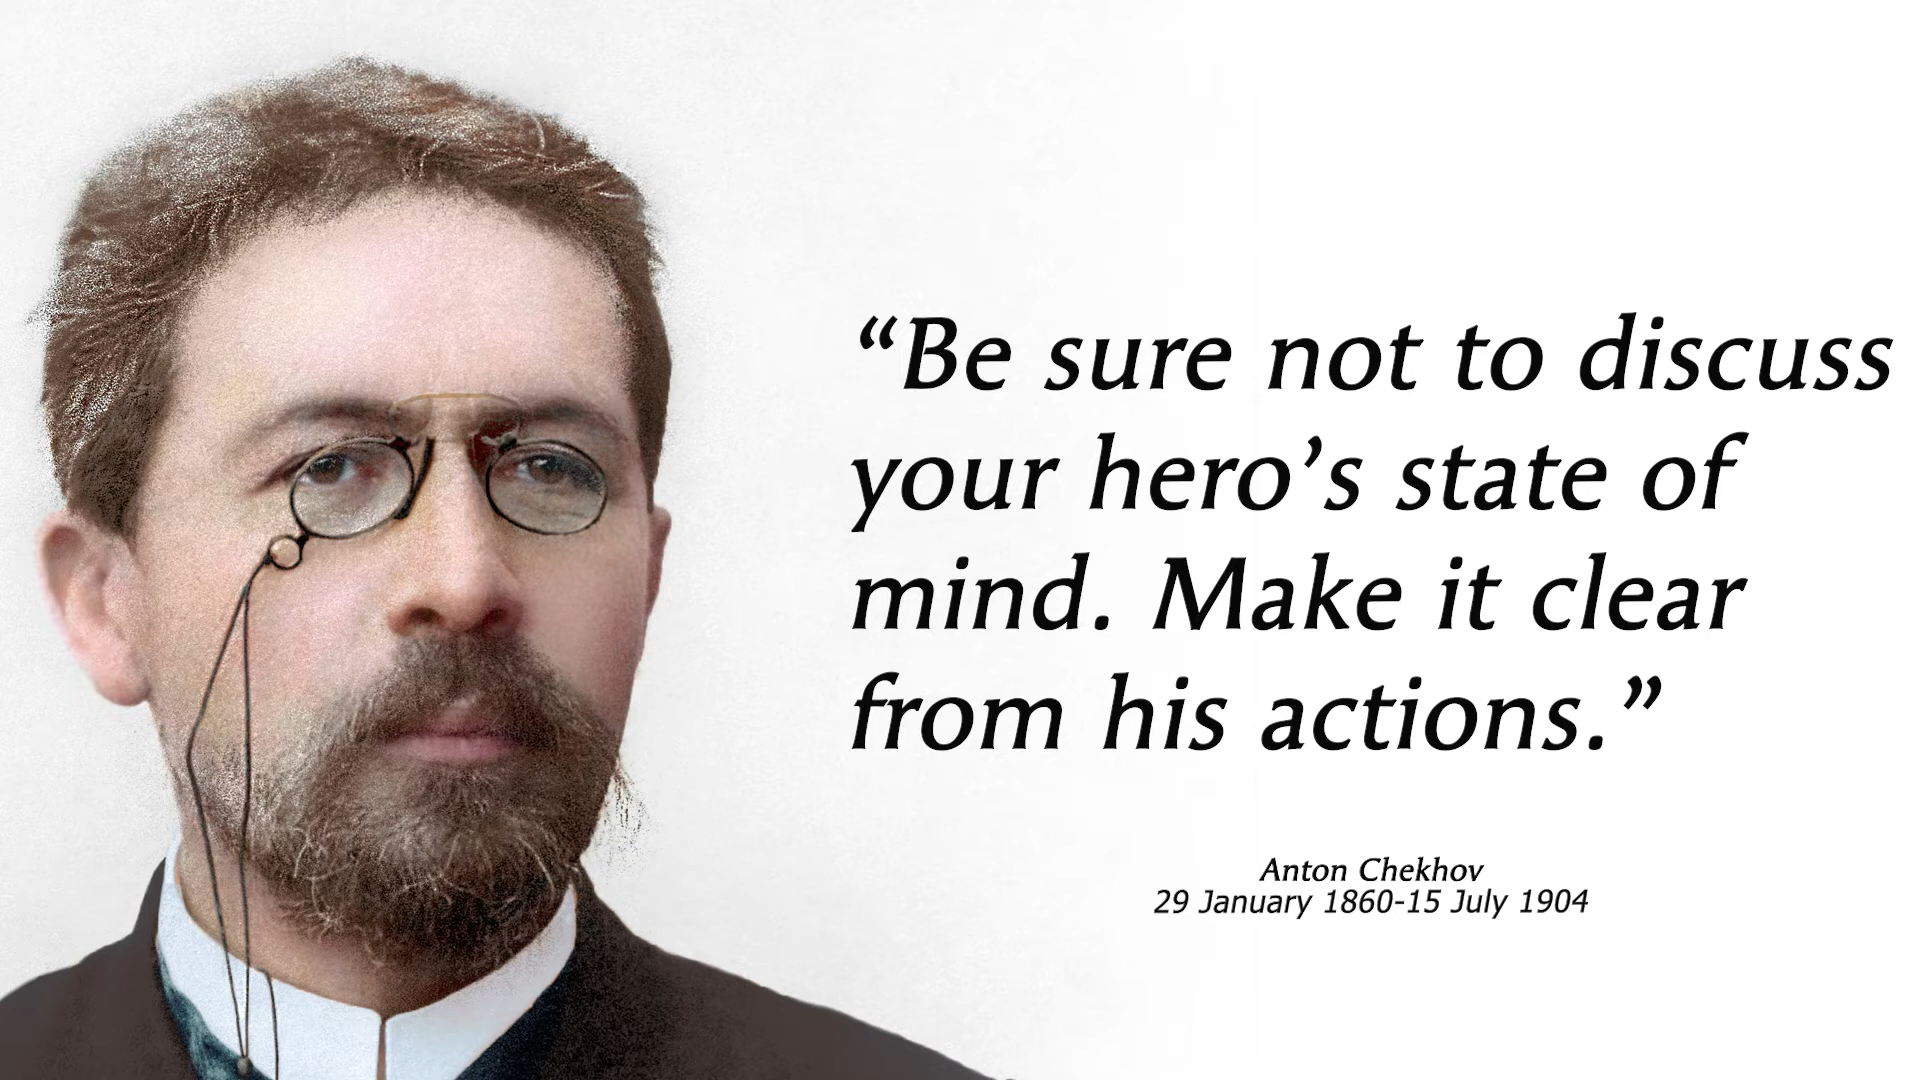 “Be sure not to discuss
your hero’s state of
mind. Make it clear
from his actions.”
Anton Chekhov
29 January 1860-15 July 1904